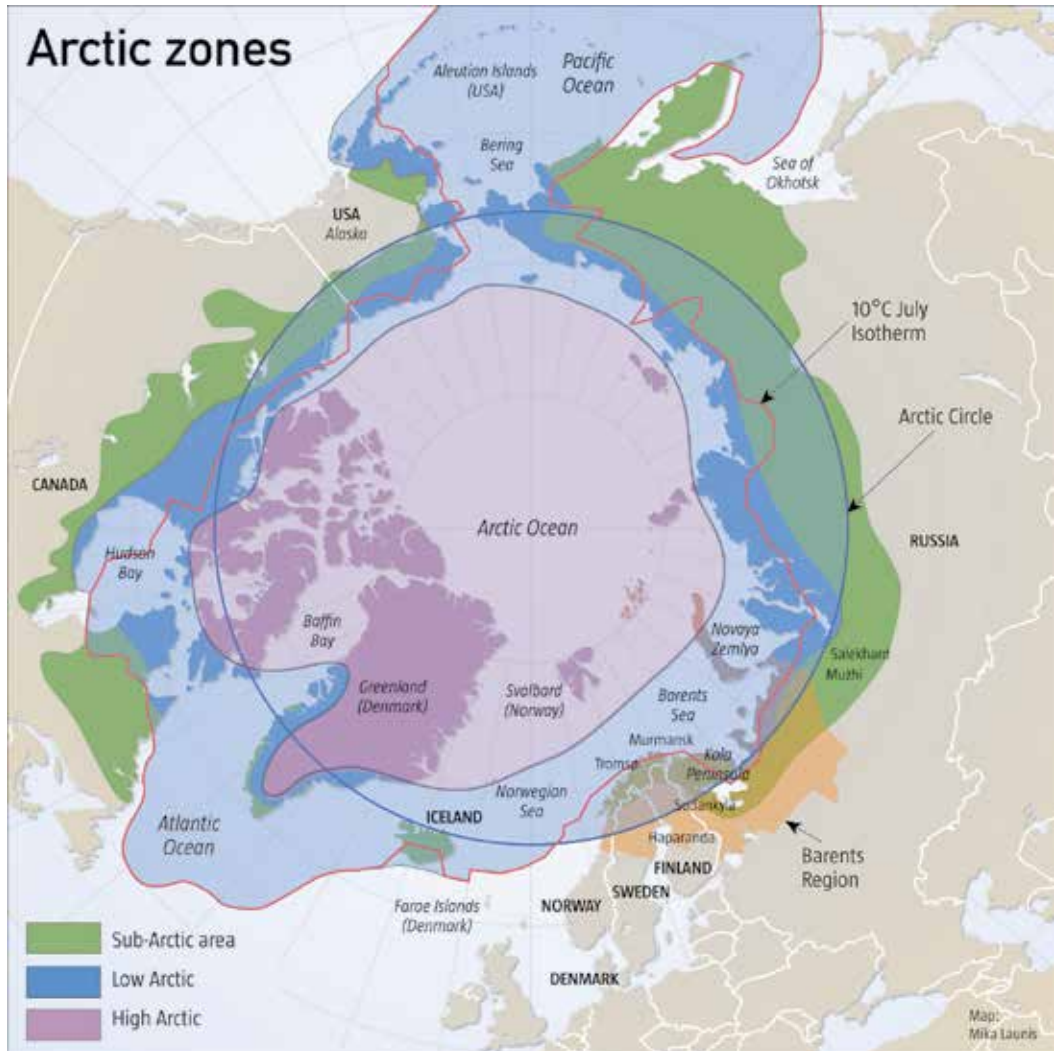 Arctic zones
Aleutian Islands
(USA)
Pacific
Ocean
Bering
Sea
Sea of
Okhotsk
USA
Alaska
10°C July
Isotherm
Arctic Circle
CANADA
Arctic Ocean
RUSSIA
Hudson
Bay
Baffin
Bay
Novaya
Zemlya
Salekhard
Muzhi
Greenland
(Denmark)
Svalbard
(Norway)
Barents
Sea
Murmansk
Tromsø
Kola
Peninsula
Norwegian
Sea
Sodankylä
ICELAND
Atlantic
Ocean
Haparanda
Barents
Region
FINLAND
SWEDEN
NORWAY
Faroe Islands
(Denmark)
DENMARK
Sub-Arctic area
Low Arctic
High Arctic
Map:
Mika Launis